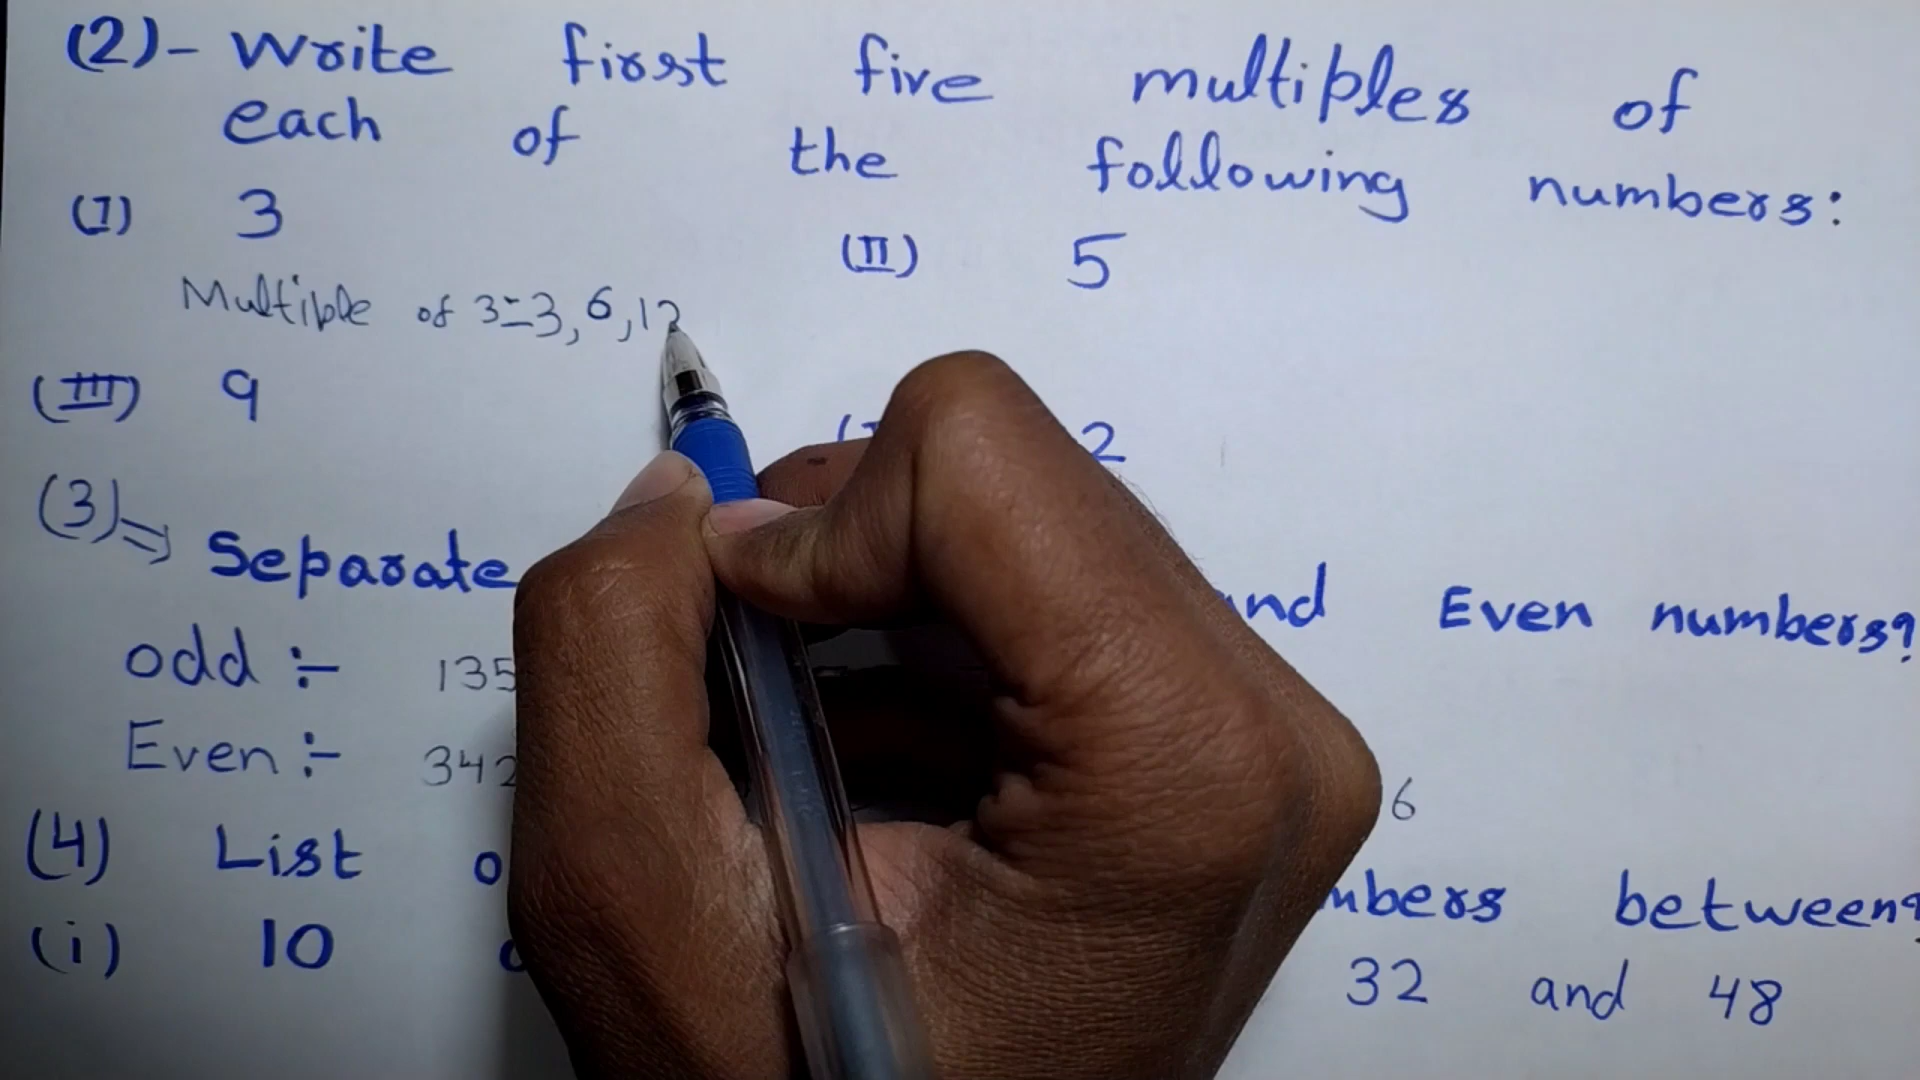 (2)- Write first five multiples of
each of the following numbers:
(I) 3 (II) 5
Multiple of 3=3, 6, 12
(III) 9 2
(3)⇒ Separate and Even numbers?
odd :- 135
Even :- 342 6
(4) List between?
(i) 10 32 and 48